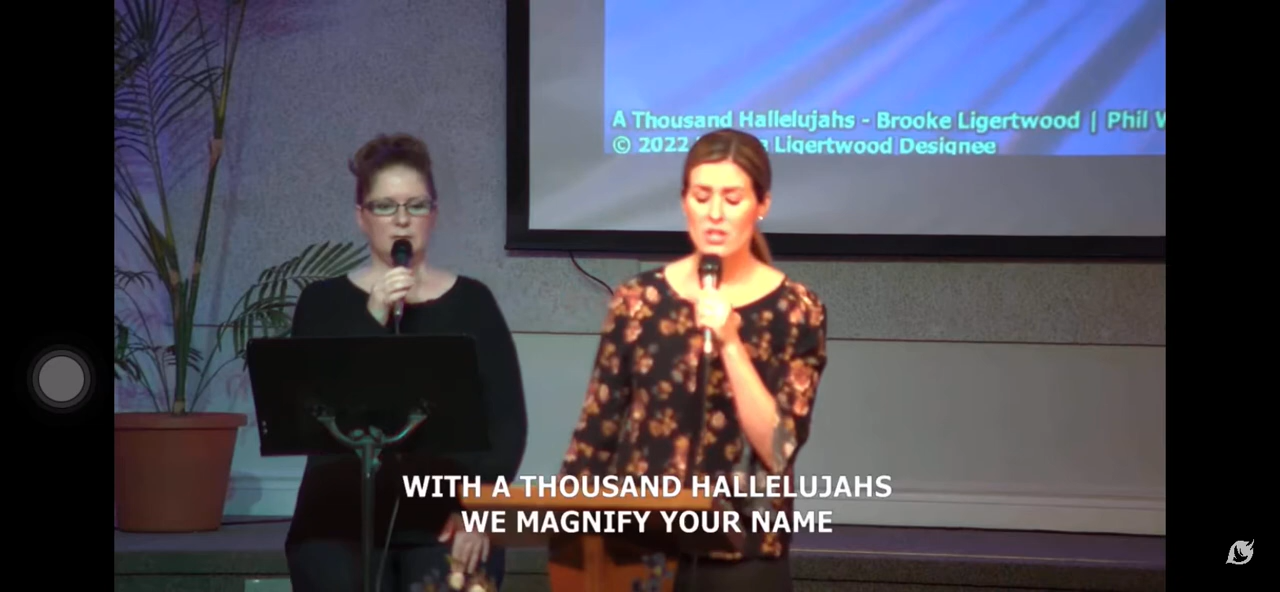 A Thousand Hallelujahs - Brooke Ligertwood | Phil
© 2022 Ligertwood Designee
WITH A THOUSAND HALLELUJAHS
WE MAGNIFY YOUR NAME